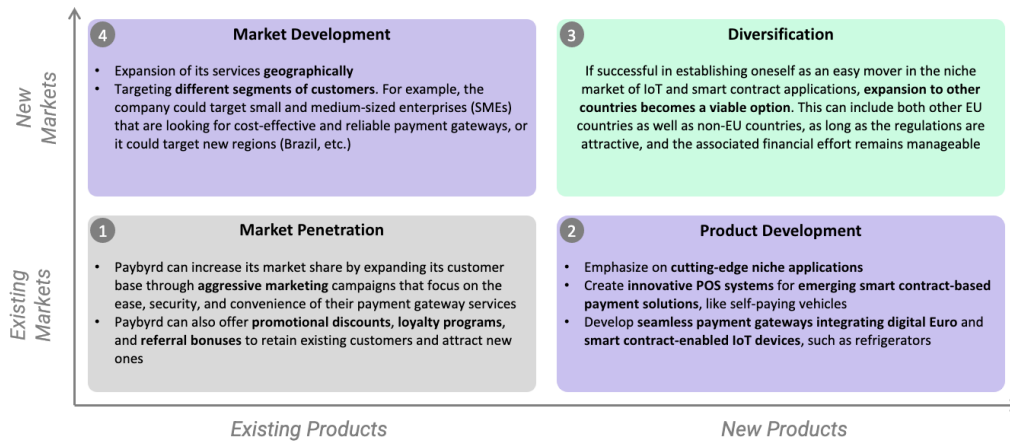 New Markets
4
Market Development
• Expansion of its services geographically
• Targeting different segments of customers. For example, the
company could target small and medium-sized enterprises (SMEs)
that are looking for cost-effective and reliable payment gateways, or
it could target new regions (Brazil, etc.)
3
Diversification
If successful in establishing oneself as an easy mover in the niche
market of IoT and smart contract applications, expansion to other
countries becomes a viable option. This can include both other EU
countries as well as non-EU countries, as long as the regulations are
attractive, and the associated financial effort remains manageable
Existing Markets
1
Market Penetration
• Paybyrd can increase its market share by expanding its customer
base through aggressive marketing campaigns that focus on the
ease, security, and convenience of their payment gateway services
• Paybyrd can also offer promotional discounts, loyalty programs,
and referral bonuses to retain existing customers and attract new
ones
2
Product Development
• Emphasize on cutting-edge niche applications
• Create innovative POS systems for emerging smart contract-based
payment solutions, like self-paying vehicles
• Develop seamless payment gateways integrating digital Euro and
smart contract-enabled IoT devices, such as refrigerators
Existing Products
New Products